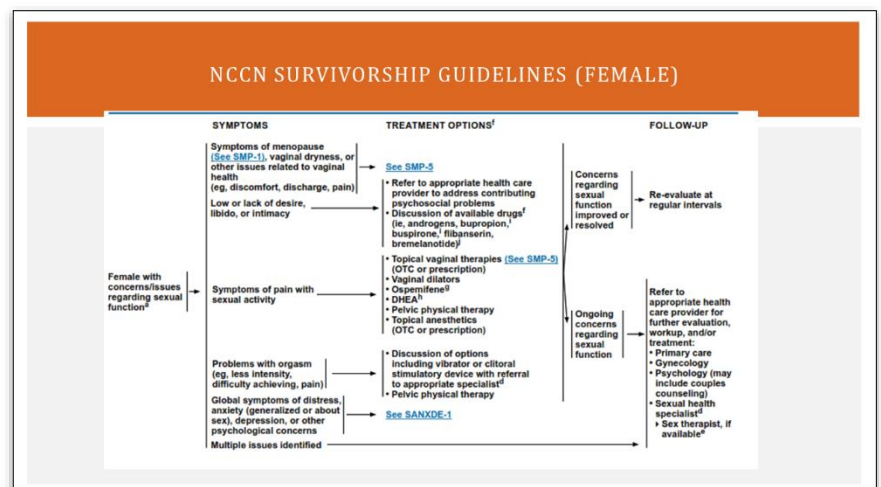 NCCN SURVIVORSHIP GUIDELINES (FEMALE)
SYMPTOMS
TREATMENT OPTIONSf
FOLLOW-UP
Female with
concerns/issues
regarding sexual
functiona
Symptoms of menopause
(See SMP-1), vaginal dryness, or
other issues related to vaginal
health
(eg, discomfort, discharge, pain)
See SMP-5
Low or lack of desire,
libido, or intimacy
• Refer to appropriate health care
provider to address contributing
psychosocial problems
• Discussion of available drugsf
(ie, androgens, bupropion,i
buspirone,i flibanserin,
bremelanotide)j
Symptoms of pain with
sexual activity
• Topical vaginal therapies (See SMP-5)
(OTC or prescription)
• Vaginal dilators
• Ospemifeneg
• DHEAh
• Pelvic physical therapy
• Topical anesthetics
(OTC or prescription)
Problems with orgasm
(eg, less intensity,
difficulty achieving, pain)
• Discussion of options
including vibrator or clitoral
stimulatory device with referral
to appropriate specialistd
• Pelvic physical therapy
Global symptoms of distress,
anxiety (generalized or about
sex), depression, or other
psychological concerns
See SANXDE-1
Multiple issues identified
Concerns
regarding
sexual
function
improved or
resolved
Re-evaluate at
regular intervals
Ongoing
concerns
regarding
sexual
function
Refer to
appropriate health
care provider for
further evaluation,
workup, and/or
treatment:
• Primary care
• Gynecology
• Psychology (may
include couples
counseling)
• Sexual health
specialistd
▸ Sex therapist, if
availablee